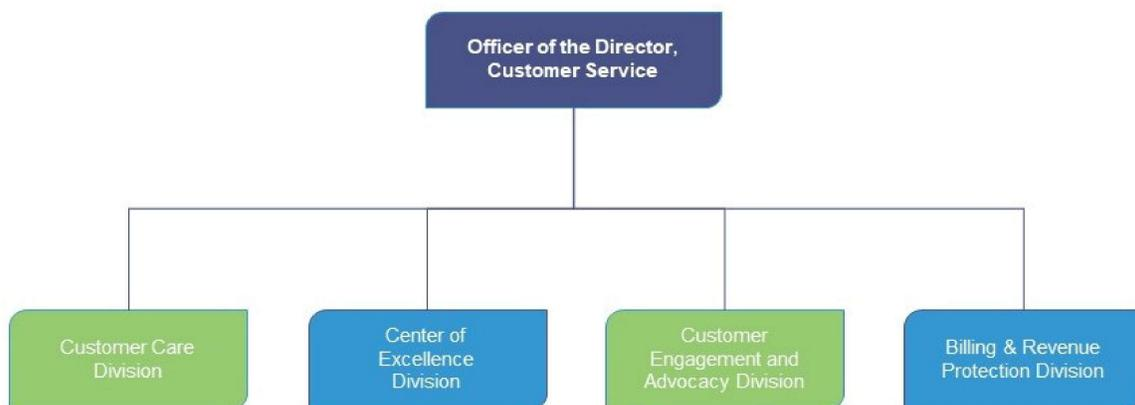 Officer of the Director,
Customer Service
Customer Care
Division
Center of
Excellence
Division
Customer
Engagement and
Advocacy Division
Billing & Revenue
Protection Division